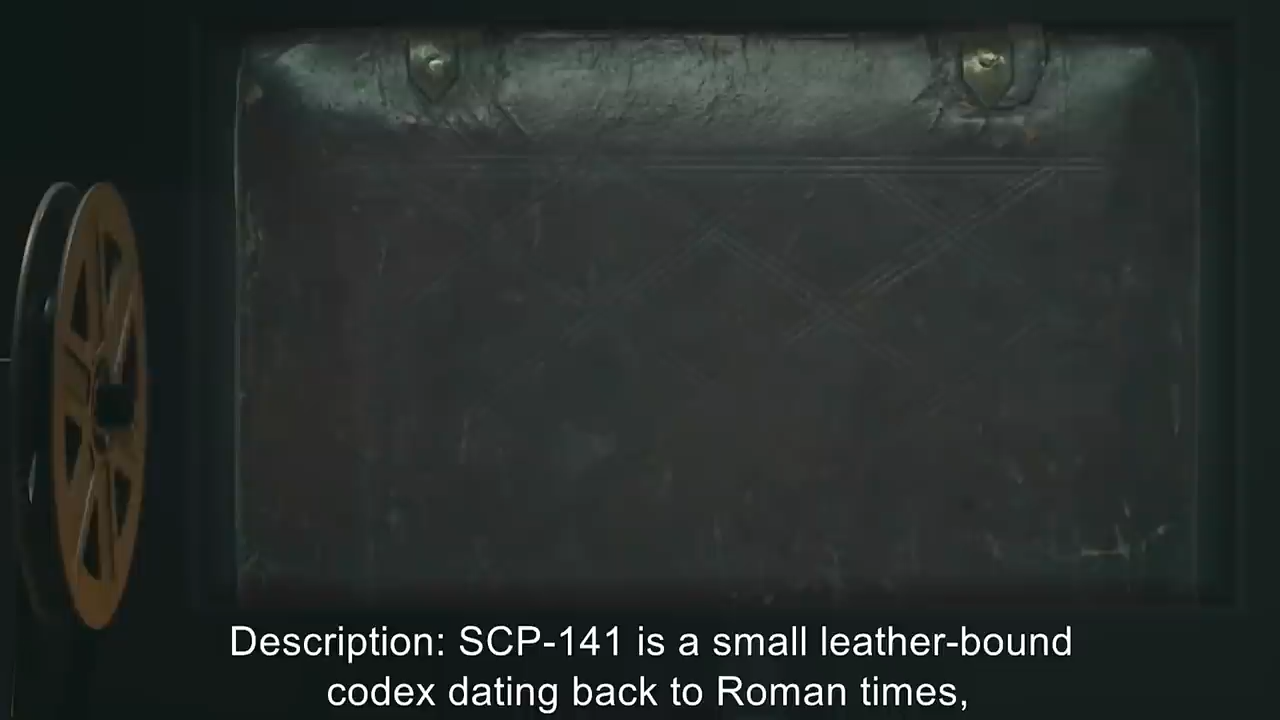 Description: SCP-141 is a small leather-bound
codex dating back to Roman times,